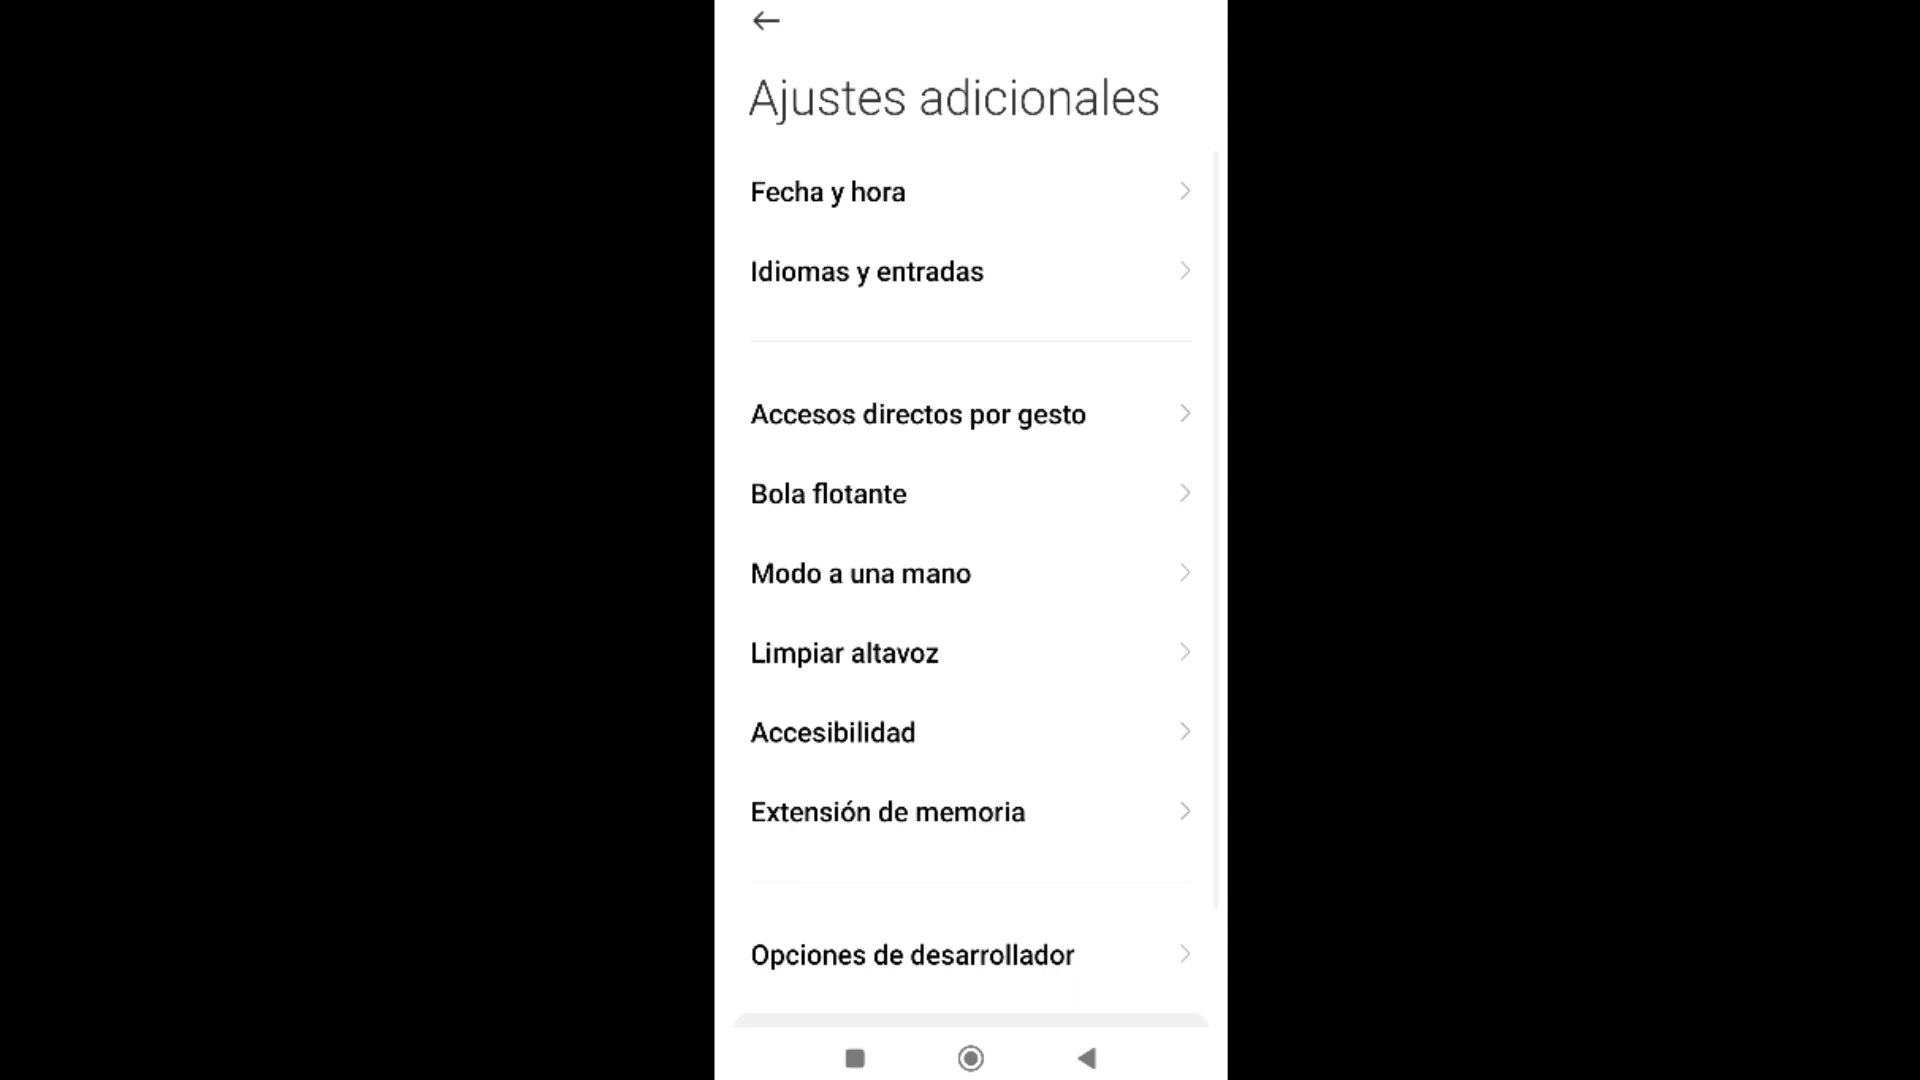 Ajustes adicionales
Fecha y hora
Idiomas y entradas
Accesos directos por gesto
Bola flotante
Modo a una mano
Limpiar altavoz
Accesibilidad
Extensión de memoria
Opciones de desarrollador